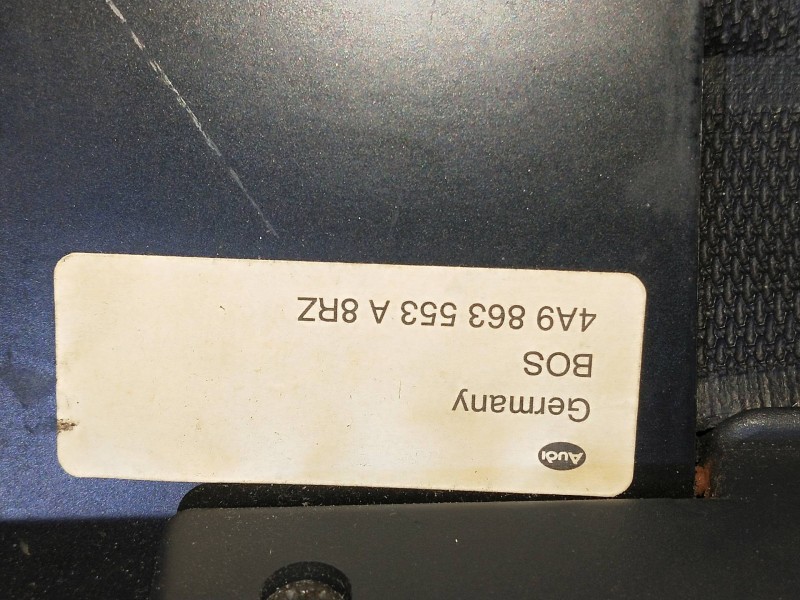 Audi
Germany
BOS
4A9 863 553 A 8RZ